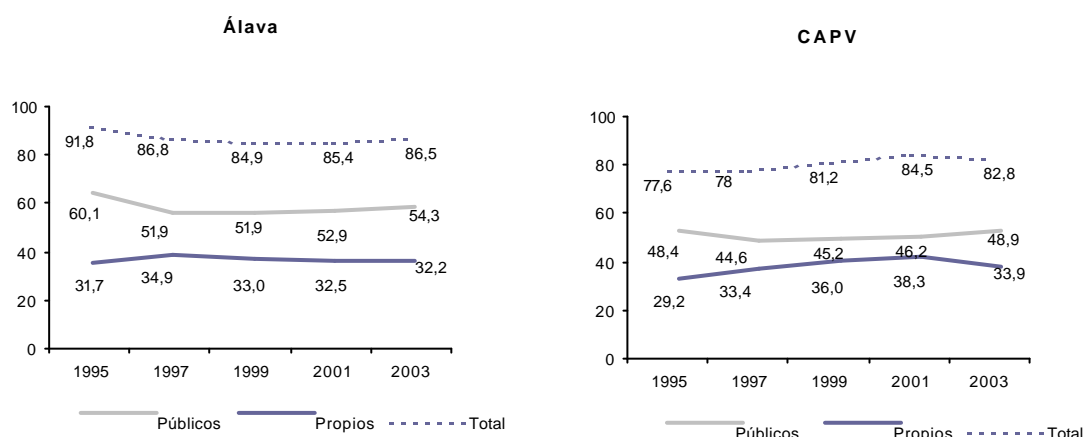 Álava
100
80
60
40
20
0
91,8 86,8 84,9 85,4 86,5
60,1 51,9 51,9 52,9 54,3
31,7 34,9 33,0 32,5 32,2
1995 1997 1999 2001 2003
Públicos Propios Total
CAPV
100
80
60
40
20
0
77,6 78 81,2 84,5 82,8
48,4 44,6 45,2 46,2 48,9
29,2 33,4 36,0 38,3 33,9
1995 1997 1999 2001 2003
Públicos Propios Total